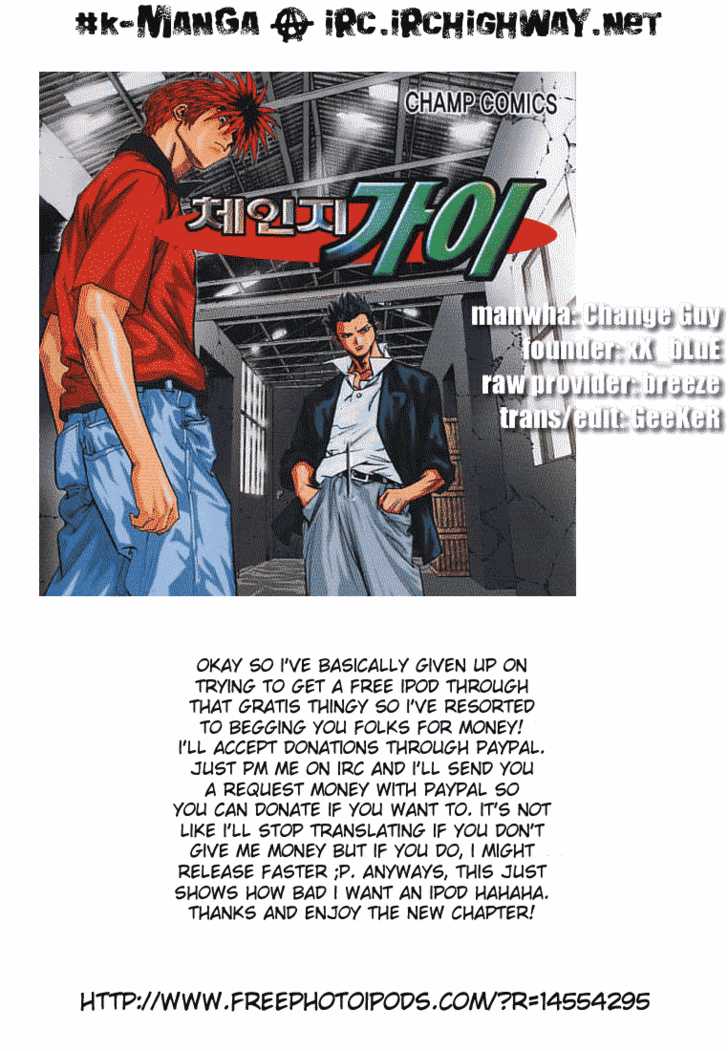 #K-MANGA @ iRC.iRCHiGHWAY.NET
CHAMP COMICS
체인지 가이
manwha: Change Guy
founder: xX_bLuE
raw provider: breeze
trans/edit: GeeKeR
OKAY SO I'VE BASICALLY GIVEN UP ON
TRYING TO GET A FREE IPOD THROUGH
THAT GRATIS THINGY SO I'VE RESORTED
TO BEGGING YOU FOLKS FOR MONEY!
I'LL ACCEPT DONATIONS THROUGH PAYPAL.
JUST PM ME ON IRC AND I'LL SEND YOU
A REQUEST MONEY WITH PAYPAL SO
YOU CAN DONATE IF YOU WANT TO. IT'S NOT
LIKE I'LL STOP TRANSLATING IF YOU DON'T
GIVE ME MONEY BUT IF YOU DO, I MIGHT
RELEASE FASTER ;P. ANYWAYS, THIS JUST
SHOWS HOW BAD I WANT AN IPOD HAHAHA.
THANKS AND ENJOY THE NEW CHAPTER!
HTTP://WWW.FREEPHOTOIPODS.COM/?R=14554295